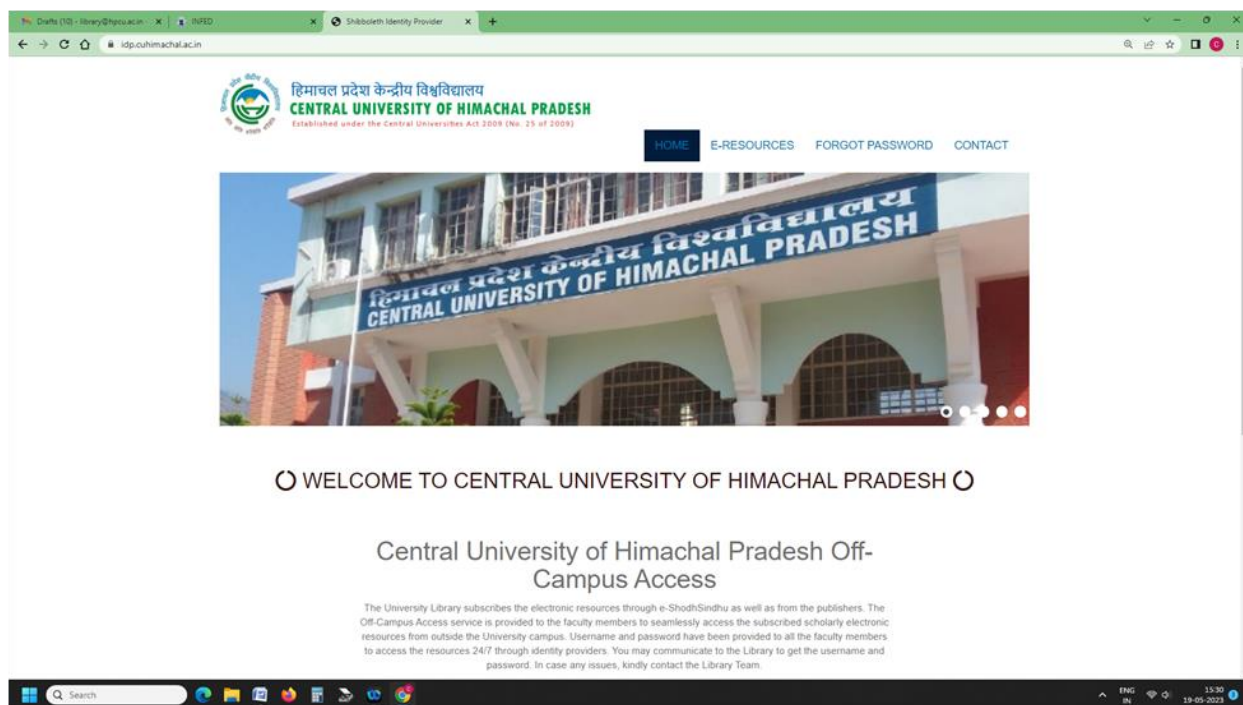 Drafts (10) - library@hpcu.ac.in -
INFED
Shibboleth Identity Provider
idp.cuhimachal.ac.in
हिमाचल प्रदेश केन्द्रीय विश्वविद्यालय
CENTRAL UNIVERSITY OF HIMACHAL PRADESH
Established under the Central Universities Act 2009 (No. 25 of 2009)
HOME E-RESOURCES FORGOT PASSWORD CONTACT
हिमाचल प्रदेश केन्द्रीय विश्वविद्यालय
CENTRAL UNIVERSITY OF HIMACHAL PRADESH
WELCOME TO CENTRAL UNIVERSITY OF HIMACHAL PRADESH
Central University of Himachal Pradesh Off-
Campus Access
The University Library subscribes the electronic resources through e-ShodhSindhu as well as from the publishers. The
Off-Campus Access service is provided to the faculty members to seamlessly access the subscribed scholarly electronic
resources from outside the University campus. Username and password have been provided to all the faculty members
to access the resources 24/7 through identity providers. You may communicate to the Library to get the username and
password. In case any issues, kindly contact the Library Team.
Search
ENG
IN
15:30
19-05-2023